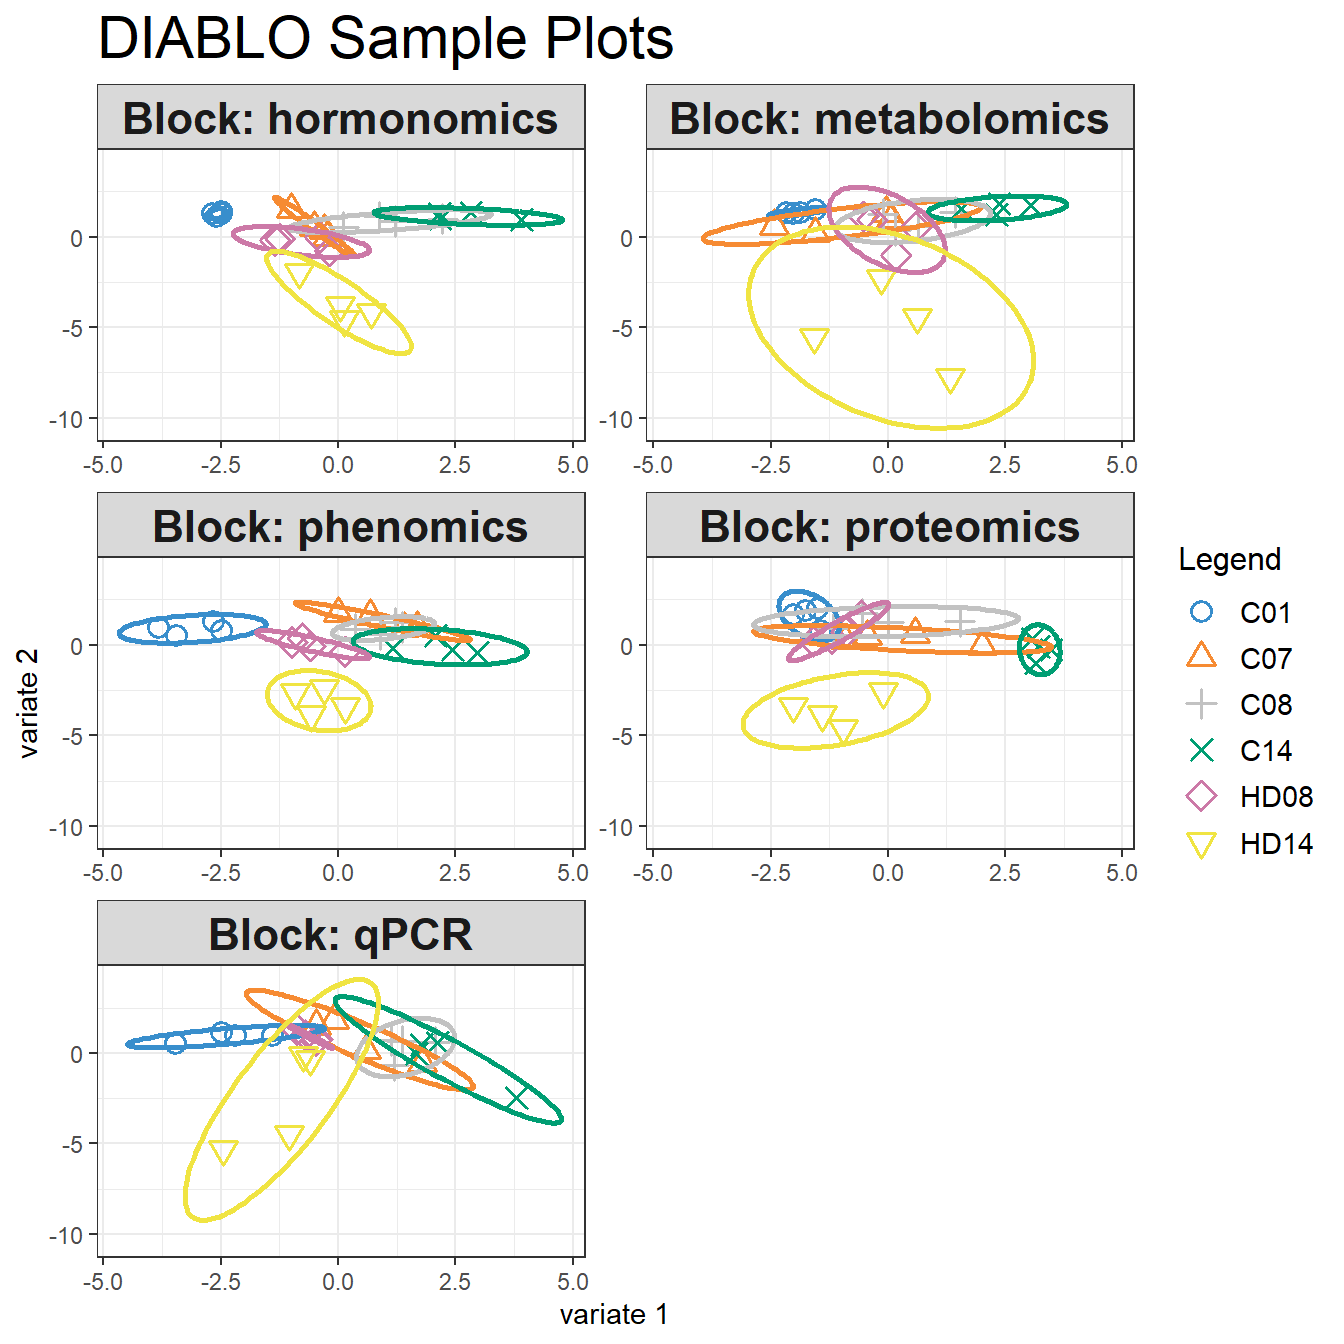 DIABLO Sample Plots
Block: hormonomics
Block: metabolomics
0
-5
-10
0
-5
-10
-5.0 -2.5 0.0 2.5 5.0
-5.0 -2.5 0.0 2.5 5.0
Block: phenomics
Block: proteomics
0
-5
-10
0
-5
-10
-5.0 -2.5 0.0 2.5 5.0
-5.0 -2.5 0.0 2.5 5.0
Block: qPCR
0
-5
-10
-5.0 -2.5 0.0 2.5 5.0
variate 1
variate 2
Legend
C01
C07
C08
C14
HD08
HD14